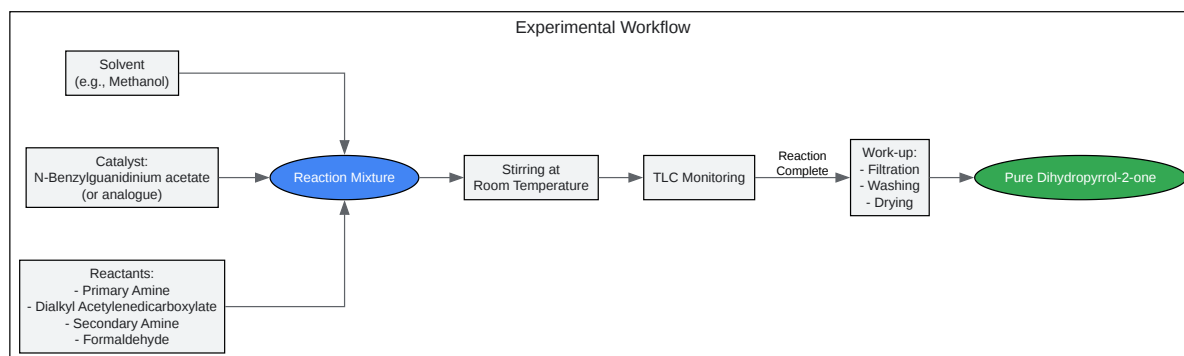 Experimental Workflow
Solvent
(e.g., Methanol)
Catalyst:
N-Benzylguanidinium acetate
(or analogue)
Reactants:
- Primary Amine
- Dialkyl Acetylenedicarboxylate
- Secondary Amine
- Formaldehyde
Reaction Mixture
Stirring at
Room Temperature
TLC Monitoring
Reaction
Complete
Work-up:
- Filtration
- Washing
- Drying
Pure Dihydropyrrol-2-one